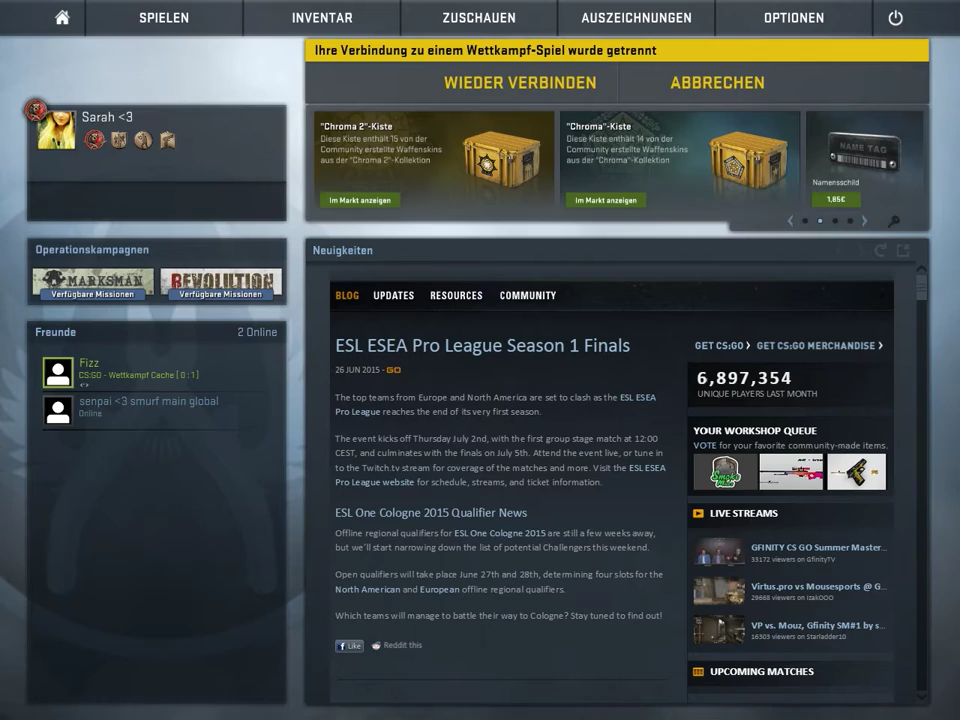 SPIELEN
INVENTAR
ZUSCHAUEN
AUSZEICHNUNGEN
OPTIONEN
Ihre Verbindung zu einem Wettkampf-Spiel wurde getrennt
WIEDER VERBINDEN
ABBRECHEN
Sarah <3
"Chroma 2"-Kiste
Diese Kiste enthält 15 von der
Community erstellte Waffenskins
aus der "Chroma 2"-Kollektion
Im Markt anzeigen
"Chroma"-Kiste
Diese Kiste enthält 14 von der
Community erstellte Waffenskins
aus der "Chroma"-Kollektion
Im Markt anzeigen
NAME TAG
Namensschild
1,85€
Operationskampagnen
MARKSMAN
Verfügbare Missionen
REVOLUTION
Verfügbare Missionen
Freunde
2 Online
Fizz
CS:GO - Wettkampf Cache [ 0 : 1 ]
senpai <3 smurf main global
Online
Neuigkeiten
BLOG
UPDATES
RESOURCES
COMMUNITY
ESL ESEA Pro League Season 1 Finals
26 JUN 2015 - GO
The top teams from Europe and North America are set to clash as the ESL ESEA
Pro League reaches the end of its very first season.
The event kicks off Thursday July 2nd, with the first group stage match at 12:00
CEST, and culminates with the finals on July 5th. Attend the event live, or tune in
to the Twitch.tv stream for coverage of the matches and more. Visit the ESL ESEA
Pro League website for schedule, streams, and ticket information.
ESL One Cologne 2015 Qualifier News
Offline regional qualifiers for ESL One Cologne 2015 are still a few weeks away,
but we'll start narrowing down the list of potential Challengers this weekend.
Open qualifiers will take place June 27th and 28th, determining four slots for the
North American and European offline regional qualifiers.
Which teams will manage to battle their way to Cologne? Stay tuned to find out!
Like
Reddit this
GET CS:GO
GET CS:GO MERCHANDISE
6,897,354
UNIQUE PLAYERS LAST MONTH
YOUR WORKSHOP QUEUE
VOTE for your favorite community-made items.
LIVE STREAMS
GFINITY CS GO Summer Master...
33172 viewers on GfinityTV
Virtus.pro vs Mousesports @ G...
29668 viewers on IzakOOO
VP vs. Mouz, Gfinity SM#1 by s...
16303 viewers on Starladder10
UPCOMING MATCHES